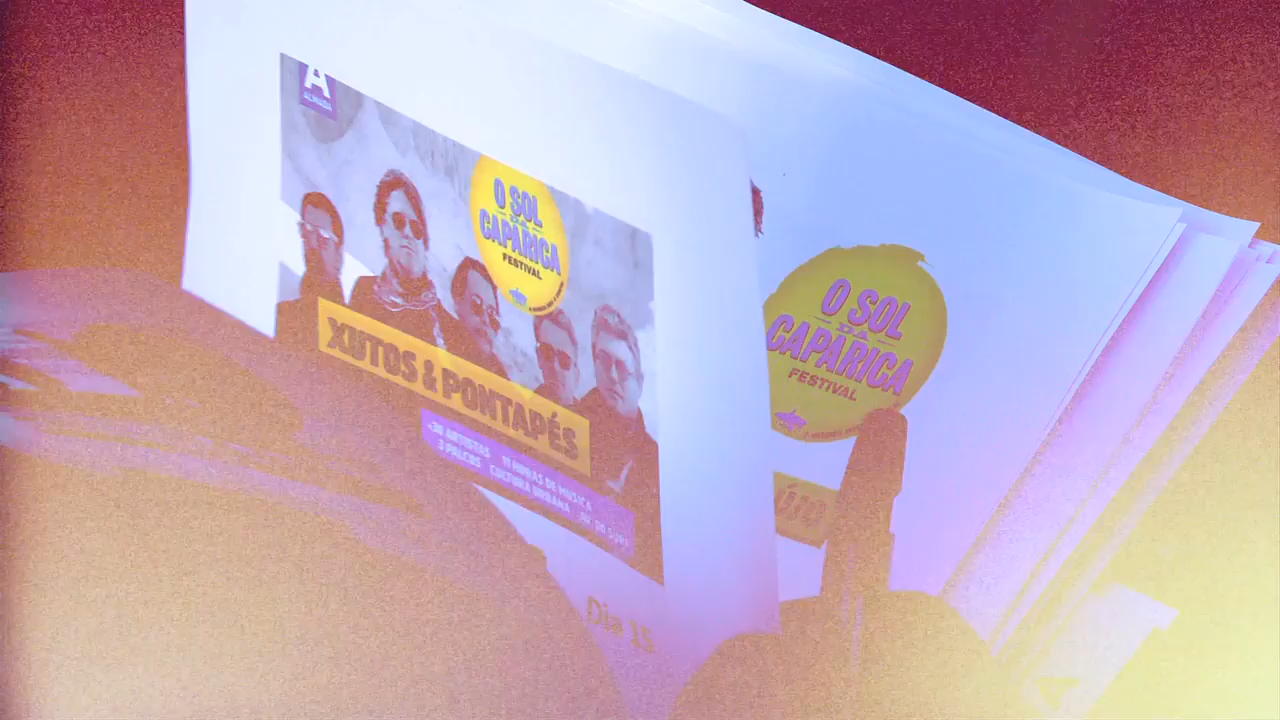 A
ALMADA
O SOL
DA
CAPARICA
FESTIVAL
XUTOS & PONTAPÉS
+30 ARTISTAS 11 HORAS DE MÚSICA
3 PALCOS CULTURA URBANA
Dia 15
O SOL
DA
CAPARICA
FESTIVAL